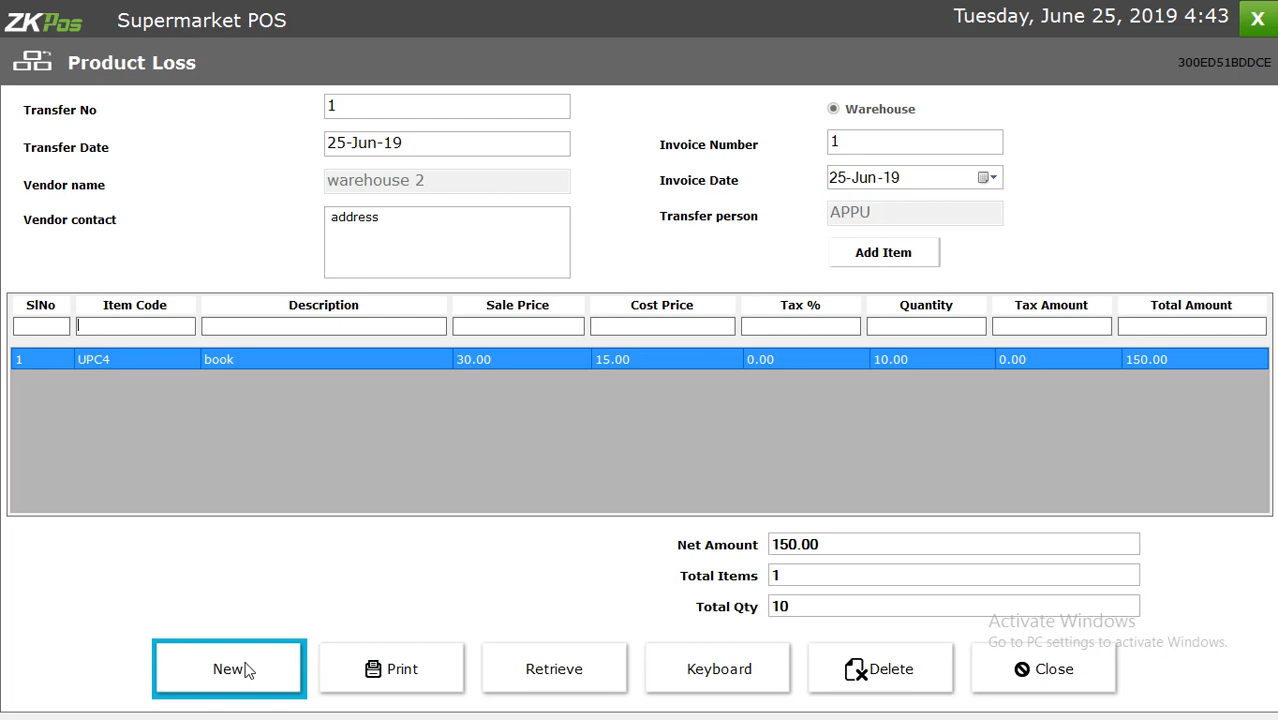 ZKPos Supermarket POS Tuesday, June 25, 2019 4:43 X
Product Loss 300ED51BDDCE
Transfer No 1 Warehouse
Transfer Date 25-Jun-19 Invoice Number 1
Vendor name warehouse 2 Invoice Date 25-Jun-19
Vendor contact address Transfer person APPU
Add Item
SlNo Item Code Description Sale Price Cost Price Tax % Quantity Tax Amount Total Amount
1 UPC4 book 30.00 15.00 0.00 10.00 0.00 150.00
Net Amount 150.00
Total Items 1
Total Qty 10
Activate Windows
Go to PC settings to activate Windows.
New Print Retrieve Keyboard Delete Close